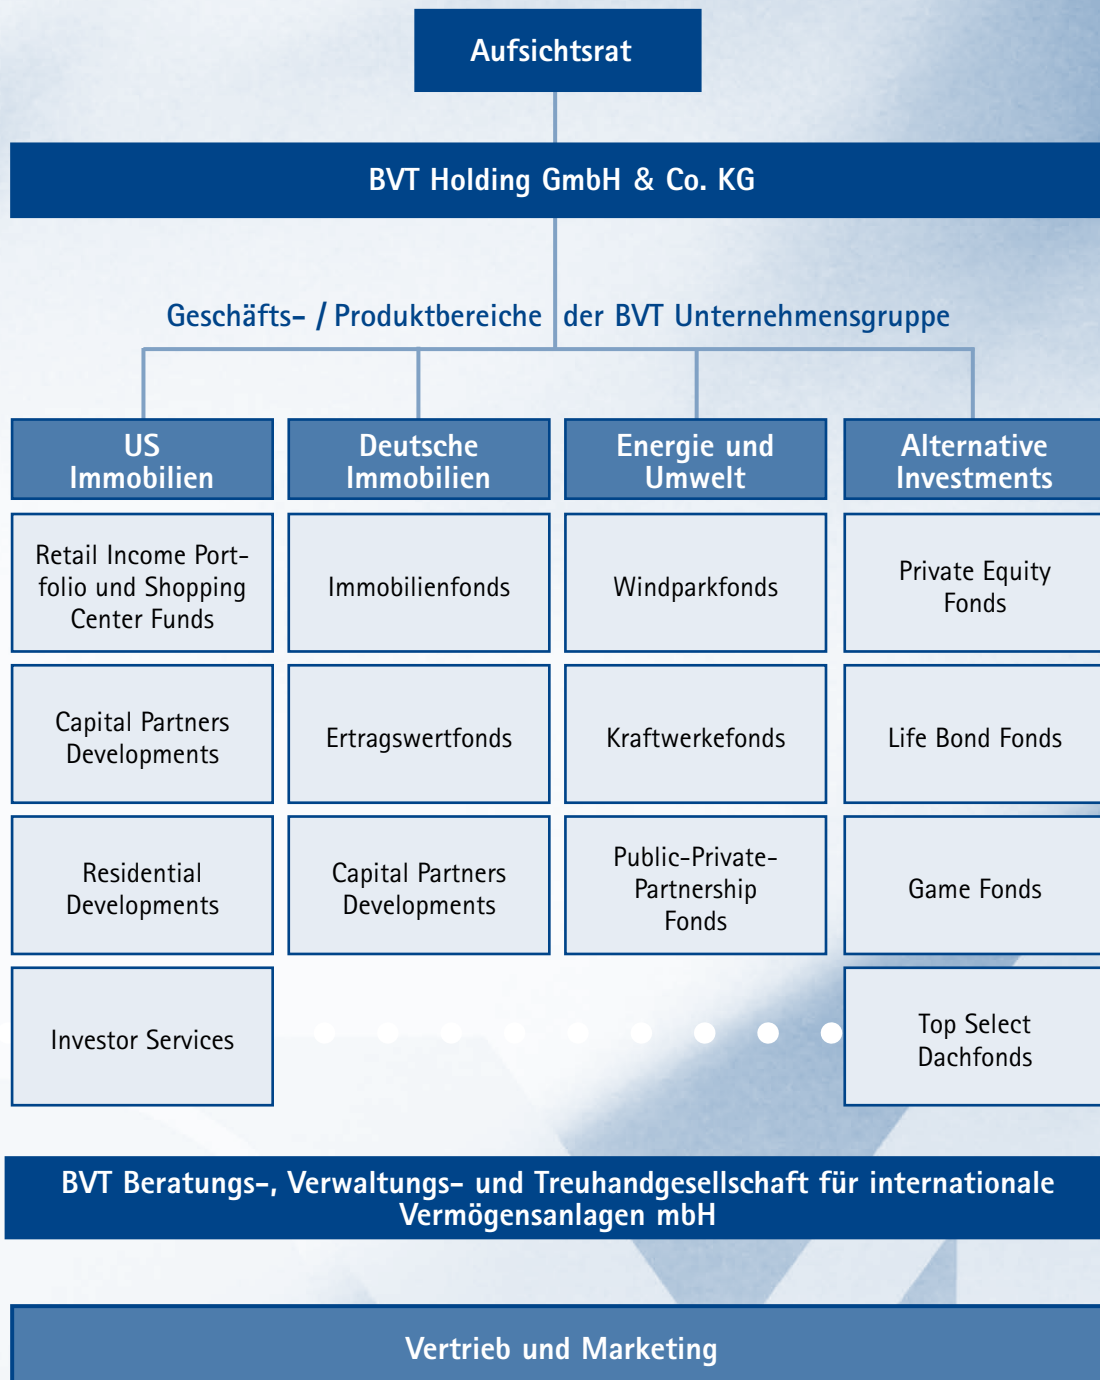 Aufsichtsrat
BVT Holding GmbH & Co. KG
Geschäfts- / Produktbereiche der BVT Unternehmensgruppe
US
Immobilien
Deutsche
Immobilien
Energie und
Umwelt
Alternative
Investments
Retail Income Port-
folio und Shopping
Center Funds
Immobilienfonds
Windparkfonds
Private Equity
Fonds
Capital Partners
Developments
Ertragswertfonds
Kraftwerkefonds
Life Bond Fonds
Residential
Developments
Capital Partners
Developments
Public-Private-
Partnership
Fonds
Game Fonds
Investor Services
Top Select
Dachfonds
BVT Beratungs-, Verwaltungs- und Treuhandgesellschaft für internationale
Vermögensanlagen mbH
Vertrieb und Marketing